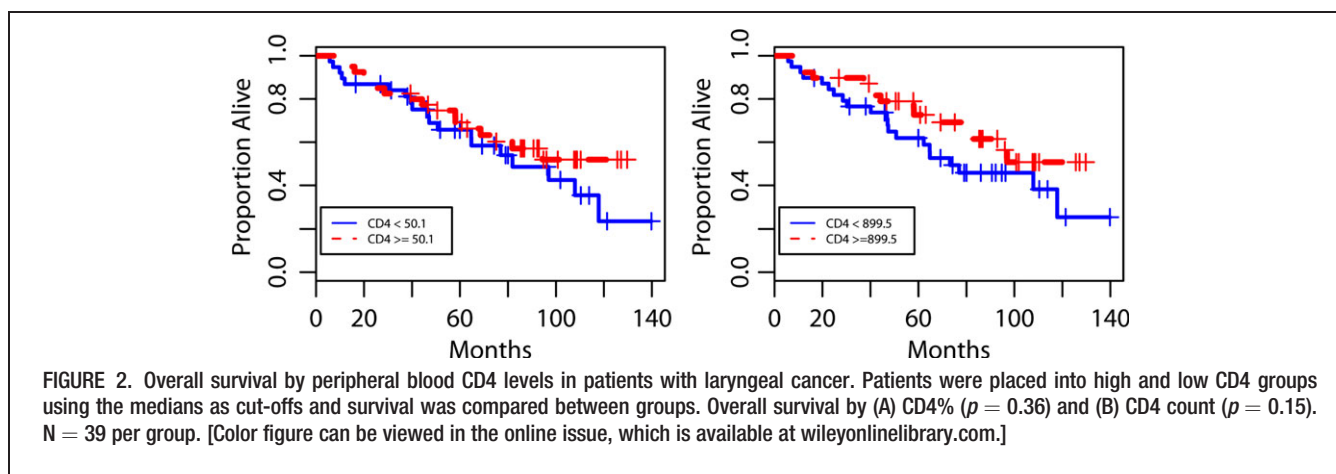 Proportion Alive
1.0
0.8
0.4
0.0
CD4 < 50.1
CD4 >= 50.1
0 20 60 100 140
Months
Proportion Alive
1.0
0.8
0.4
0.0
CD4 < 899.5
CD4 >=899.5
0 20 60 100 140
Months
FIGURE 2. Overall survival by peripheral blood CD4 levels in patients with laryngeal cancer. Patients were placed into high and low CD4 groups
using the medians as cut-offs and survival was compared between groups. Overall survival by (A) CD4% (p = 0.36) and (B) CD4 count (p = 0.15).
N = 39 per group. [Color figure can be viewed in the online issue, which is available at wileyonlinelibrary.com.]